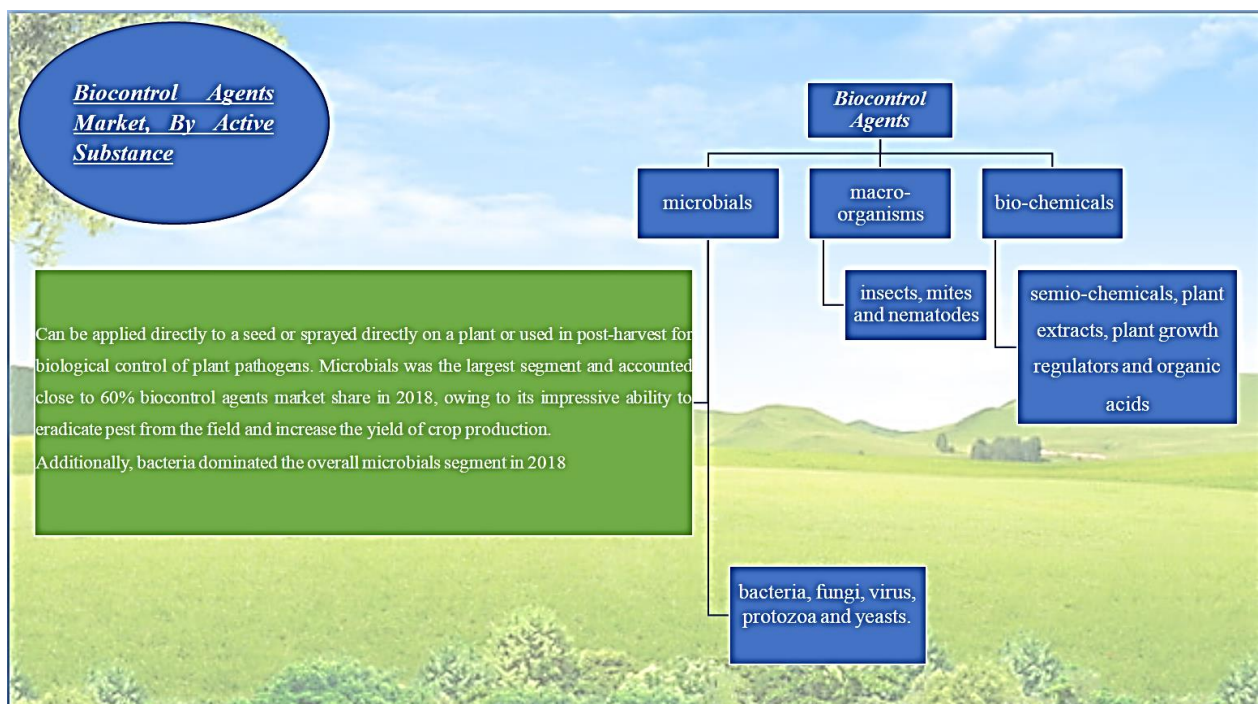 Biocontrol Agents
Market, By Active
Substance
Biocontrol
Agents
microbials
macro-
organisms
bio-chemicals
insects, mites
and nematodes
semio-chemicals, plant
extracts, plant growth
regulators and organic
acids
Can be applied directly to a seed or sprayed directly on a plant or used in post-harvest for
biological control of plant pathogens. Microbials was the largest segment and accounted
close to 60% biocontrol agents market share in 2018, owing to its impressive ability to
eradicate pest from the field and increase the yield of crop production.
Additionally, bacteria dominated the overall microbials segment in 2018
bacteria, fungi, virus,
protozoa and yeasts.